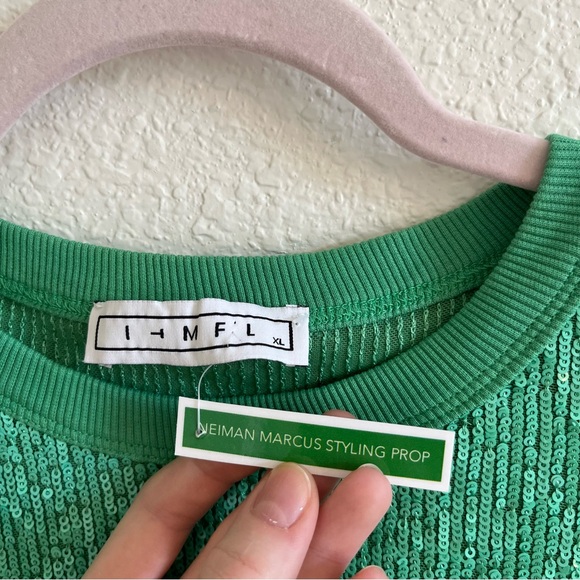 I T M F L
XL
NEIMAN MARCUS STYLING PROP